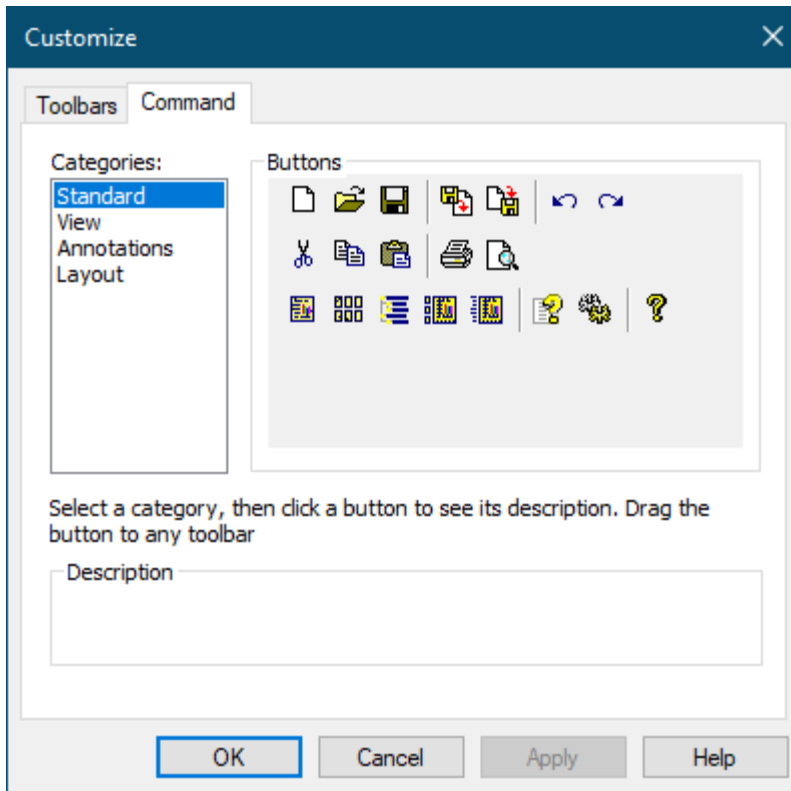 Customize
Toolbars
Command
Categories:
Buttons
Standard
View
Annotations
Layout
Select a category, then click a button to see its description. Drag the
button to any toolbar
Description
OK
Cancel
Apply
Help